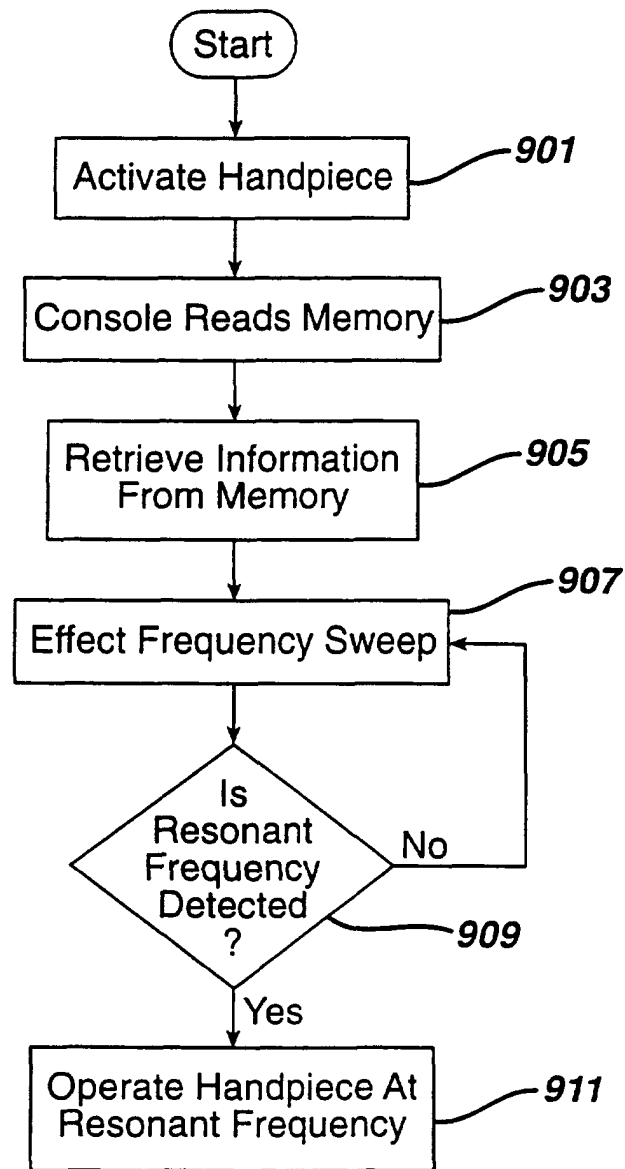 Start
Activate Handpiece
901
Console Reads Memory
903
Retrieve Information
From Memory
905
Effect Frequency Sweep
907
Is
Resonant
Frequency
Detected
?
No
909
Yes
Operate Handpiece At
Resonant Frequency
911